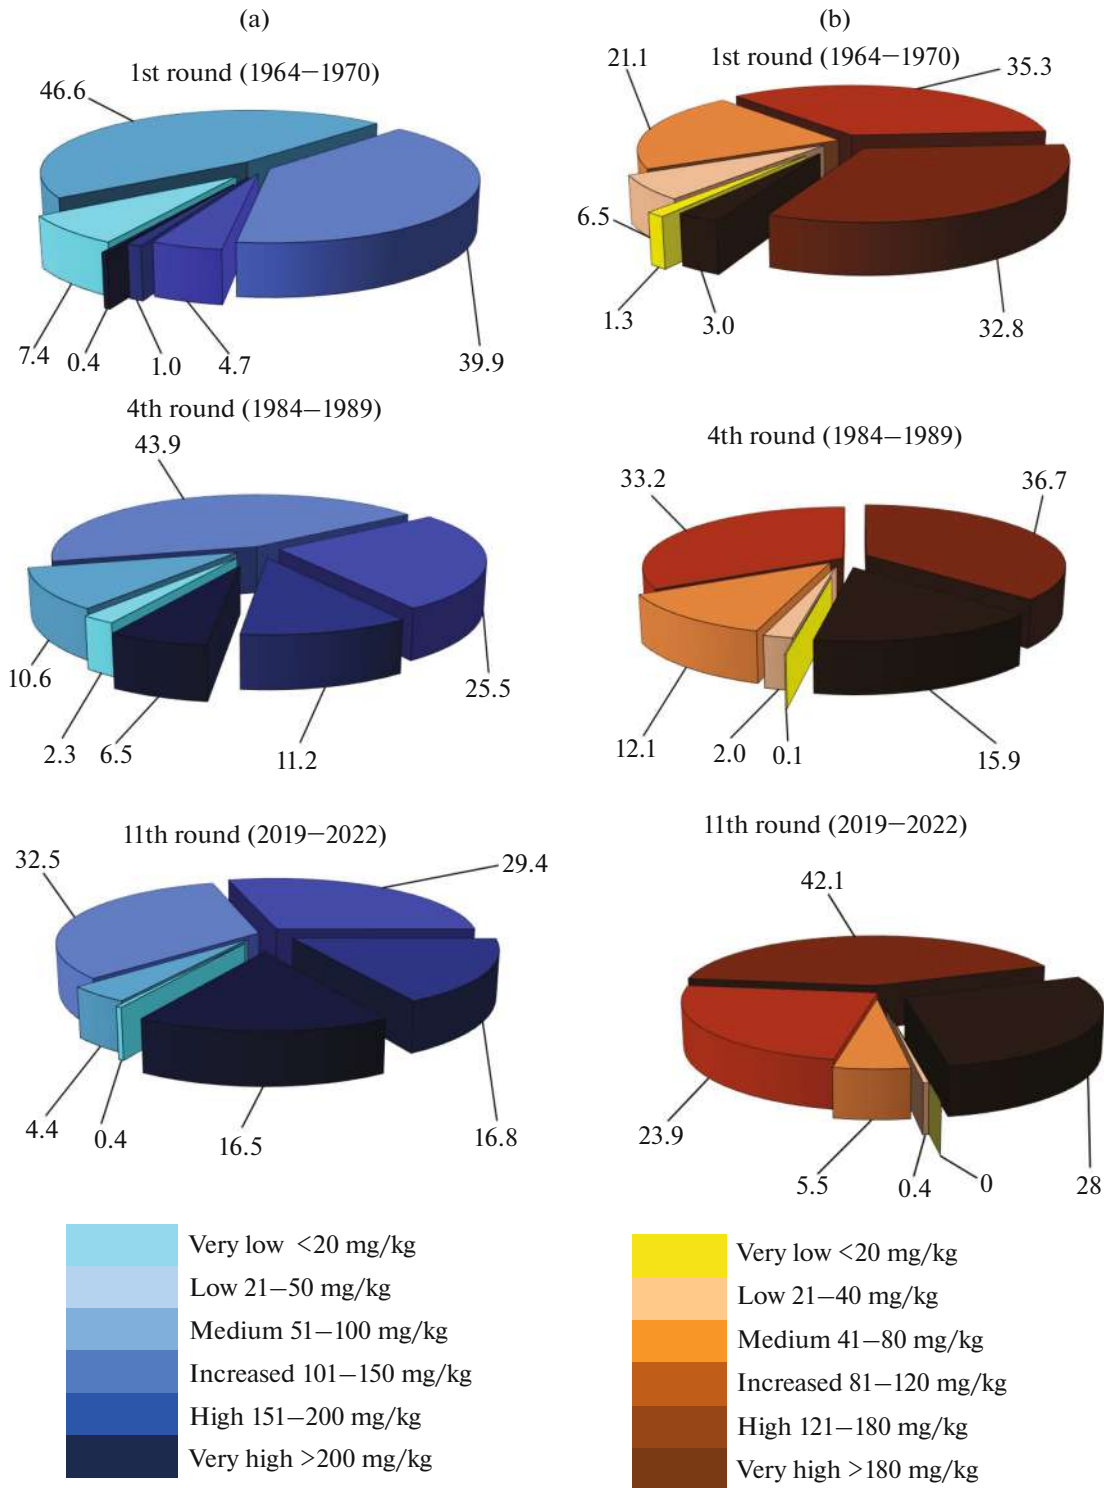 (a)
1st round (1964–1970)
46.6
7.4
0.4
1.0
4.7
39.9
4th round (1984–1989)
43.9
10.6
2.3
6.5
11.2
25.5
11th round (2019–2022)
32.5
29.4
4.4
0.4
16.5
16.8
Very low <20 mg/kg
Low 21–50 mg/kg
Medium 51–100 mg/kg
Increased 101–150 mg/kg
High 151–200 mg/kg
Very high >200 mg/kg
(b)
1st round (1964–1970)
21.1
35.3
6.5
1.3
3.0
32.8
4th round (1984–1989)
33.2
36.7
12.1
2.0
0.1
15.9
11th round (2019–2022)
42.1
23.9
5.5
0.4
0
28
Very low <20 mg/kg
Low 21–40 mg/kg
Medium 41–80 mg/kg
Increased 81–120 mg/kg
High 121–180 mg/kg
Very high >180 mg/kg